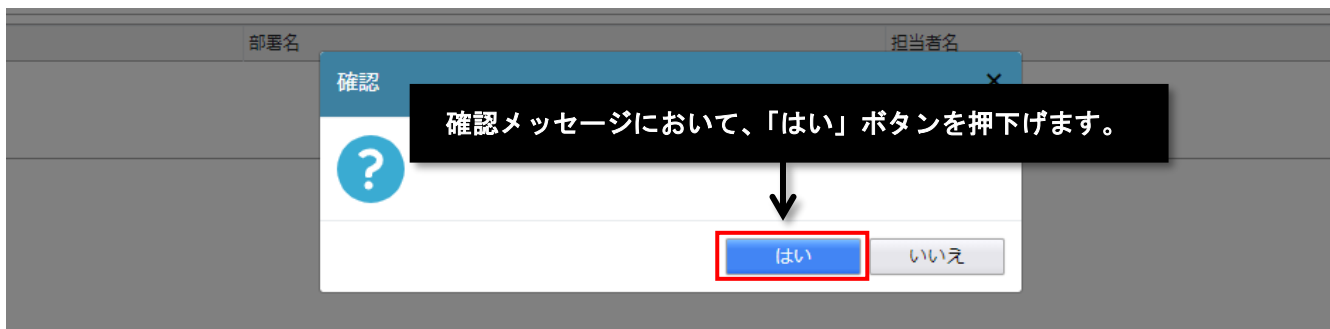 部署名
担当者名
確認
×
確認メッセージにおいて、「はい」ボタンを押下げます。
?
はい
いいえ